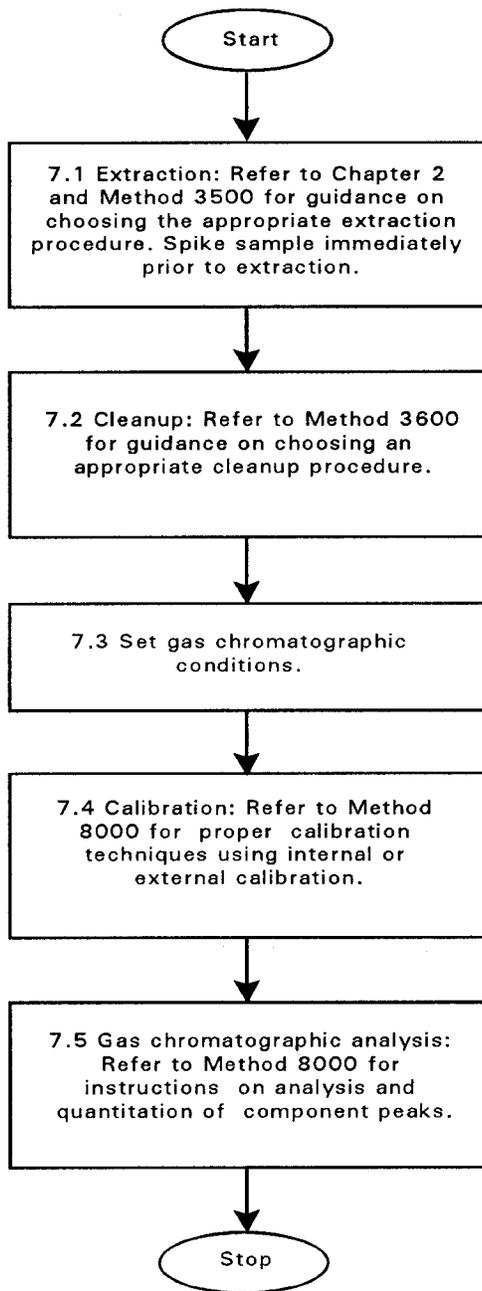 Start
7.1 Extraction: Refer to Chapter 2
and Method 3500 for guidance on
choosing the appropriate extraction
procedure. Spike sample immediately
prior to extraction.
7.2 Cleanup: Refer to Method 3600
for guidance on choosing an
appropriate cleanup procedure.
7.3 Set gas chromatographic
conditions.
7.4 Calibration: Refer to Method
8000 for proper calibration
techniques using internal or
external calibration.
7.5 Gas chromatographic analysis:
Refer to Method 8000 for
instructions on analysis and
quantitation of component peaks.
Stop